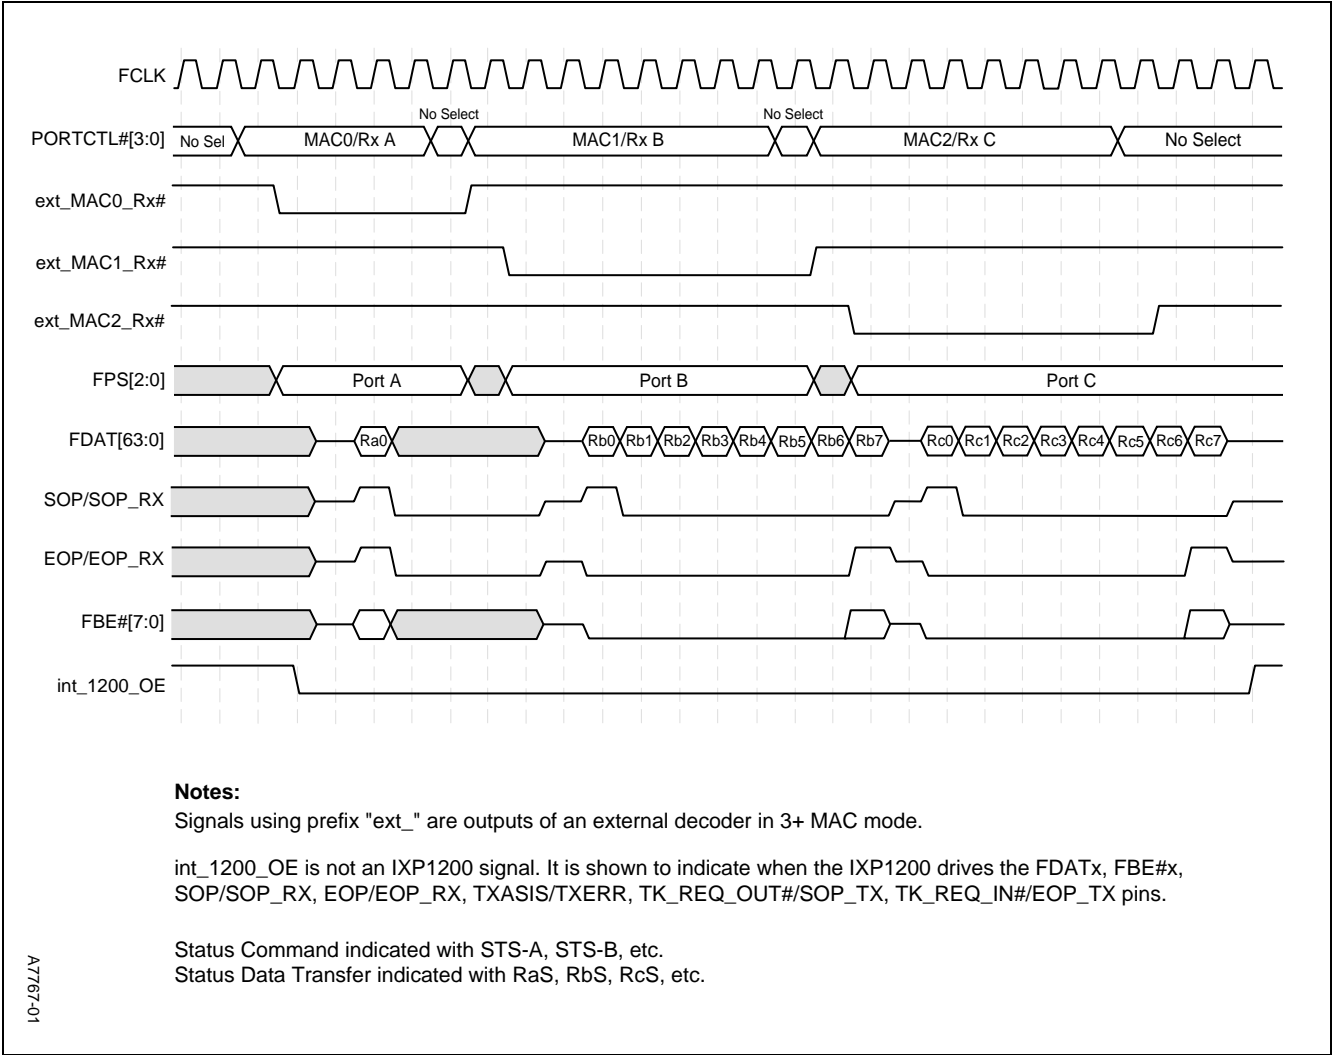 FCLK
No Select No Select
PORTCTL#[3:0] No Sel MAC0/Rx A MAC1/Rx B MAC2/Rx C No Select
ext_MAC0_Rx#
ext_MAC1_Rx#
ext_MAC2_Rx#
FPS[2:0] Port A Port B Port C
FDAT[63:0] Ra0 Rb0 Rb1 Rb2 Rb3 Rb4 Rb5 Rb6 Rb7 Rc0 Rc1 Rc2 Rc3 Rc4 Rc5 Rc6 Rc7
SOP/SOP_RX
EOP/EOP_RX
FBE#[7:0]
int_1200_OE
Notes:
Signals using prefix "ext_" are outputs of an external decoder in 3+ MAC mode.
int_1200_OE is not an IXP1200 signal. It is shown to indicate when the IXP1200 drives the FDATx, FBE#x,
SOP/SOP_RX, EOP/EOP_RX, TXASIS/TXERR, TK_REQ_OUT#/SOP_TX, TK_REQ_IN#/EOP_TX pins.
Status Command indicated with STS-A, STS-B, etc.
Status Data Transfer indicated with RaS, RbS, RcS, etc.
A7767-01